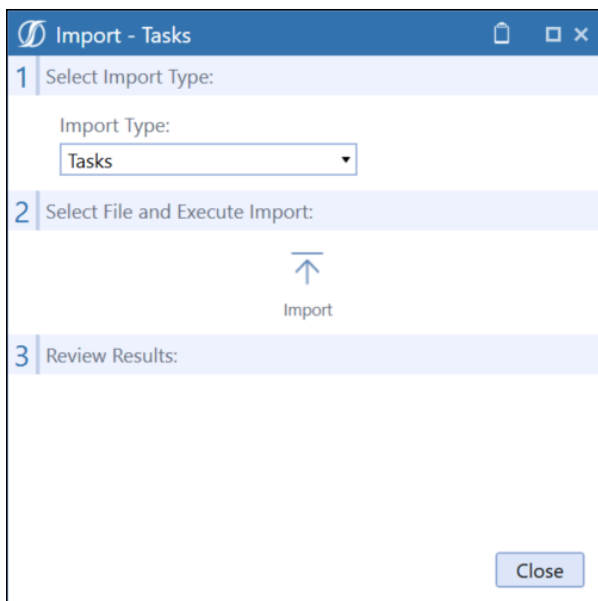 Import - Tasks
1 Select Import Type:
Import Type:
Tasks
2 Select File and Execute Import:
Import
3 Review Results:
Close